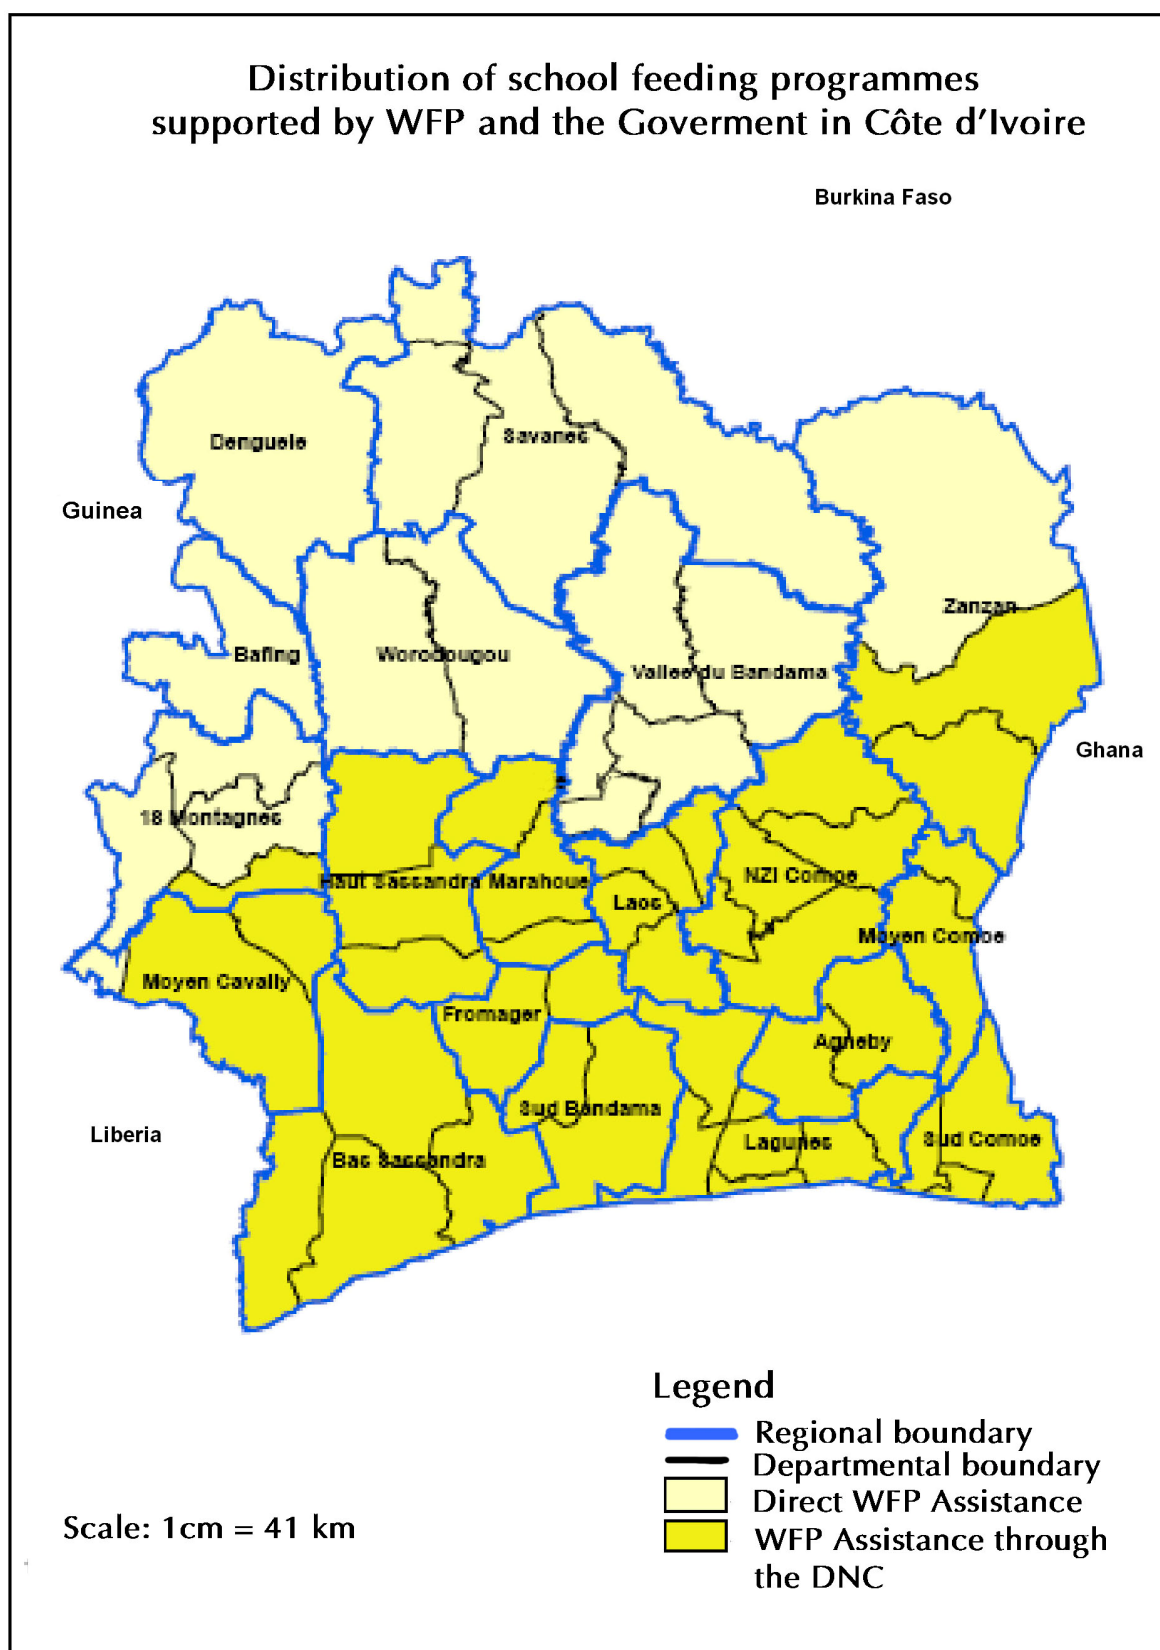 Distribution of school feeding programmes
supported by WFP and the Goverment in Côte d'Ivoire
Burkina Faso
Denguele
Savanes
Guinea
Zanzan
Bafing
Worodougou
Vallee du Bandama
Ghana
18 Montagnes
Haut Sassandra
Marahoue
NZI Comoe
Laos
Moyen Comoe
Moyen Cavally
Fromager
Agneby
Sud Bandama
Liberia
Lagunes
Sud Comoe
Bas Sassandra
Legend
Regional boundary
Departmental boundary
Direct WFP Assistance
Scale: 1cm = 41 km
WFP Assistance through
the DNC